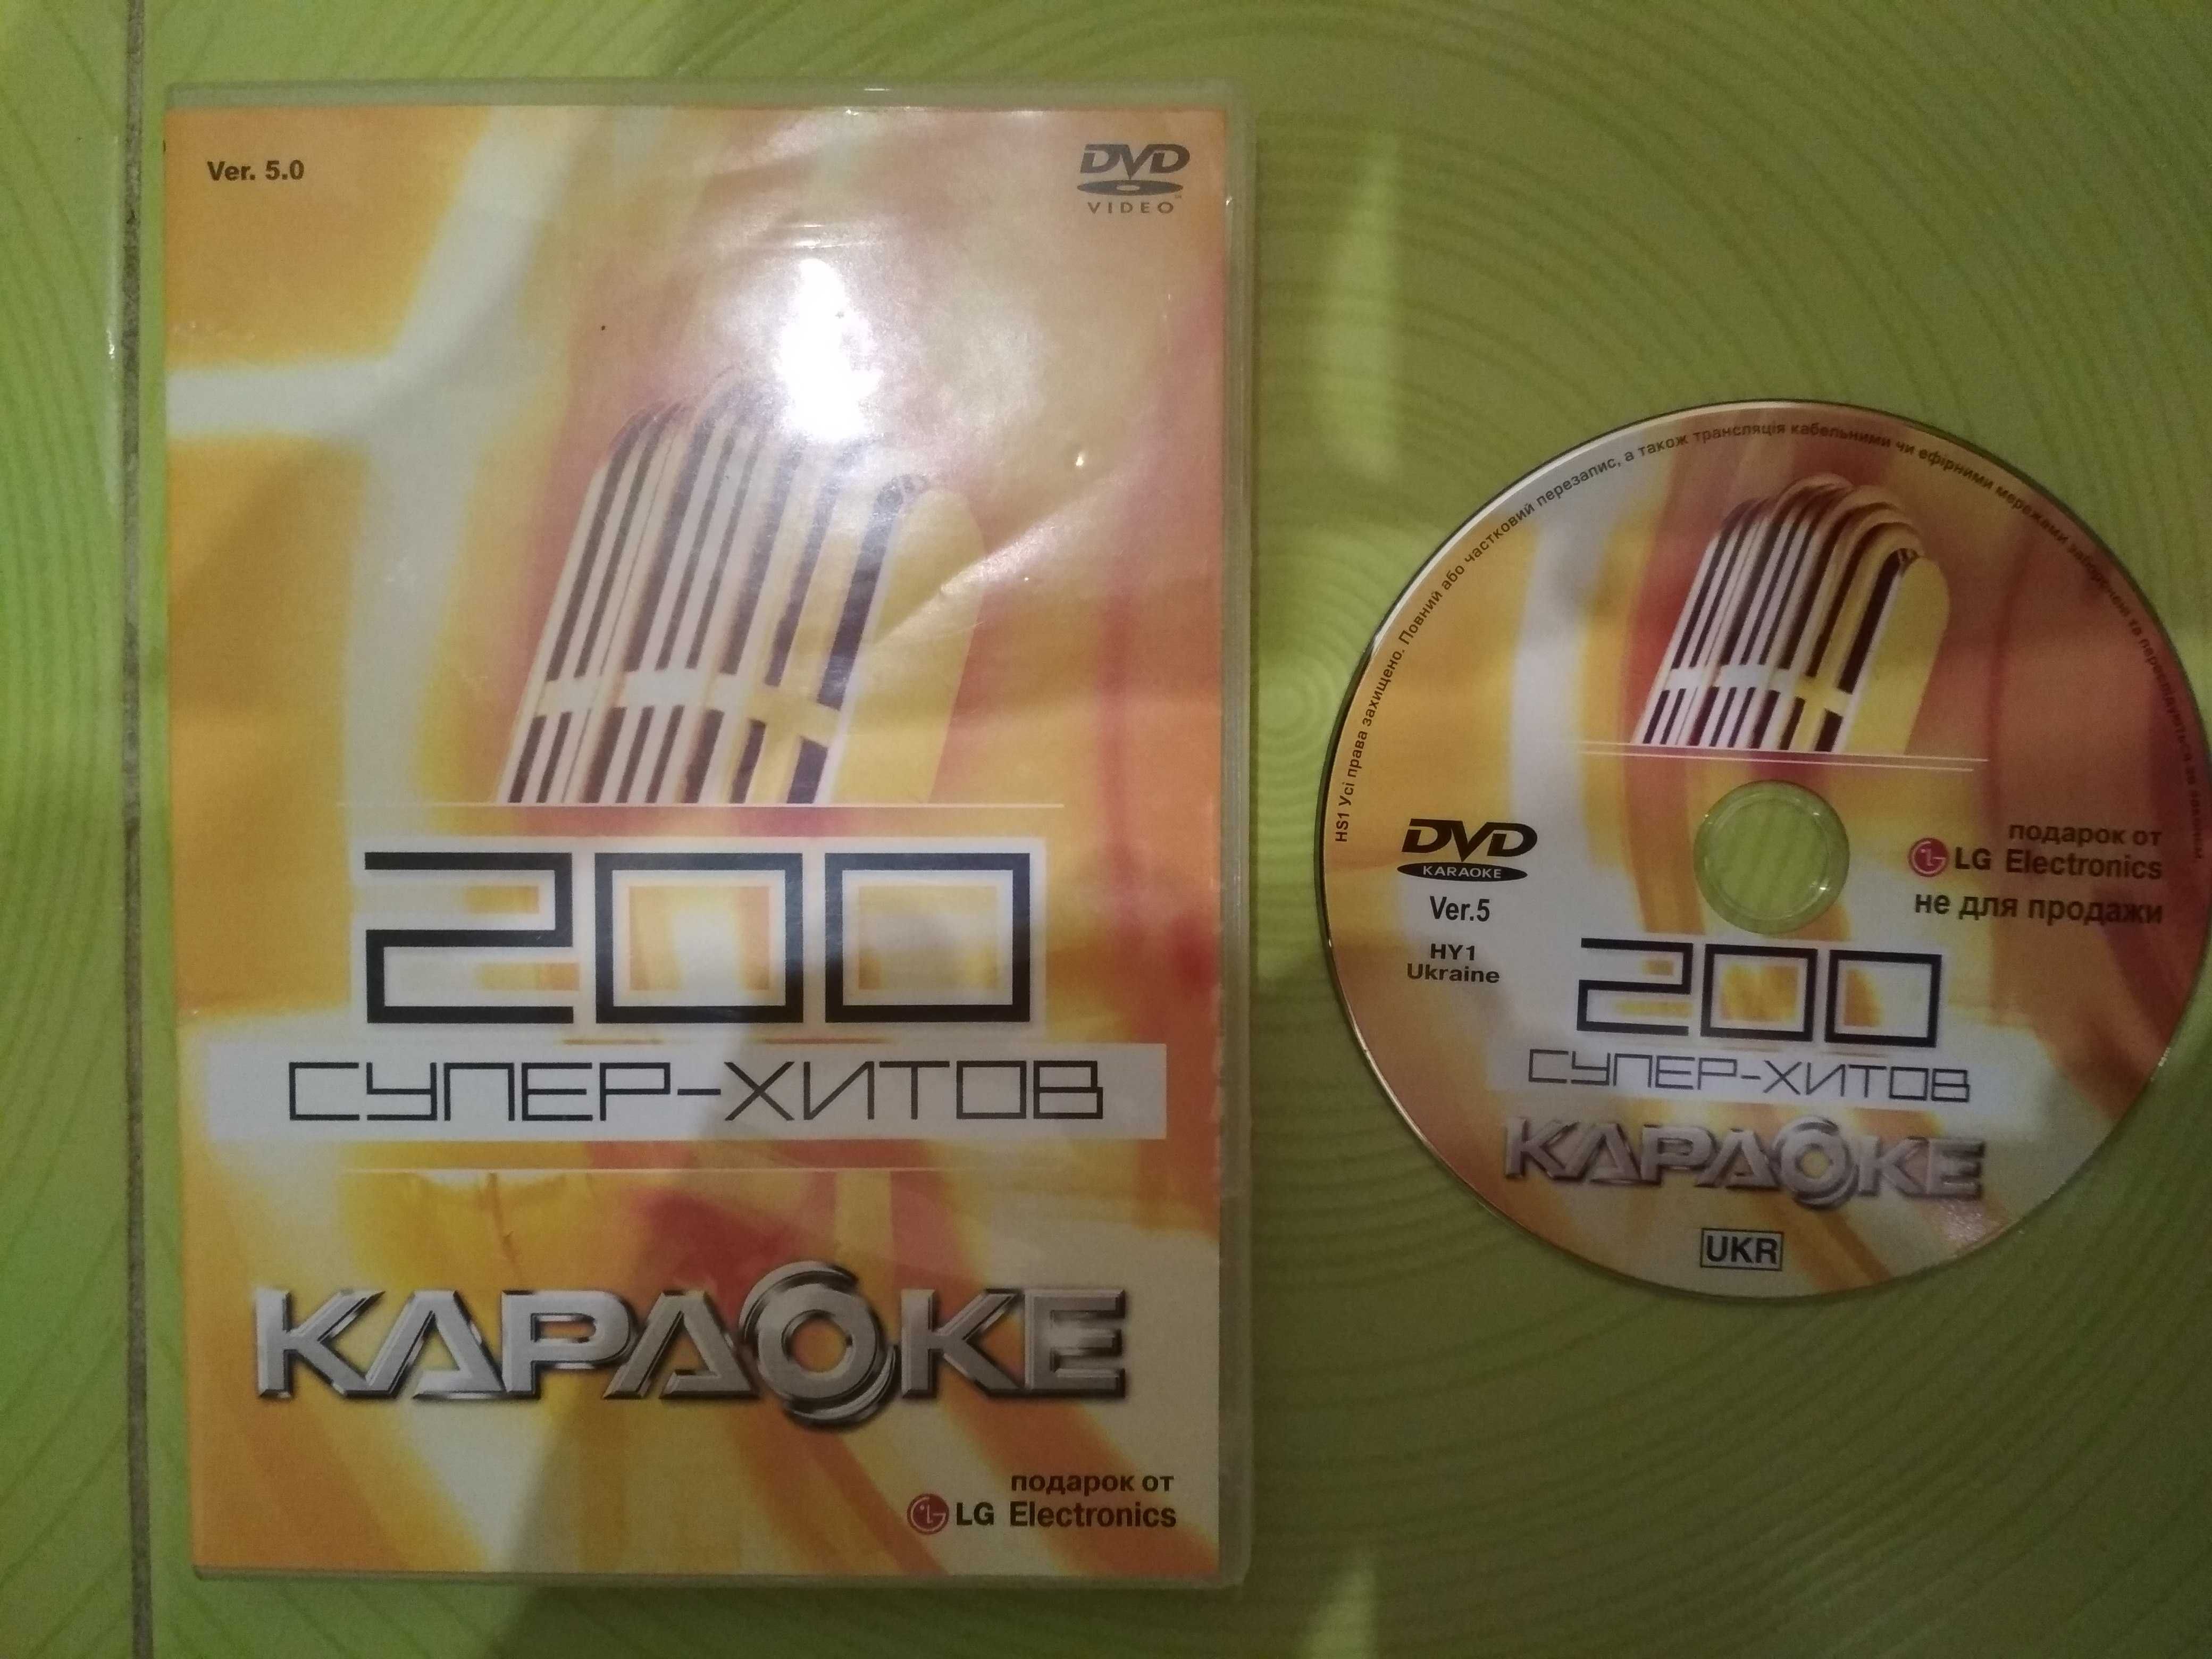 Ver. 5.0
DVD
VIDEO
200
СУПЕР-ХИТОВ
КАРАОКЕ
подарок от
LG Electronics
HS1 Усі права захищено. Повний або частковий перезапис, а також трансляція кабельними чи ефірними мережами заборонені та
DVD
KARAOKE
Ver.5
HY1
Ukraine
подарок от
LG Electronics
не для продажи
200
СУПЕР-ХИТОВ
КАРАОКЕ
UKR